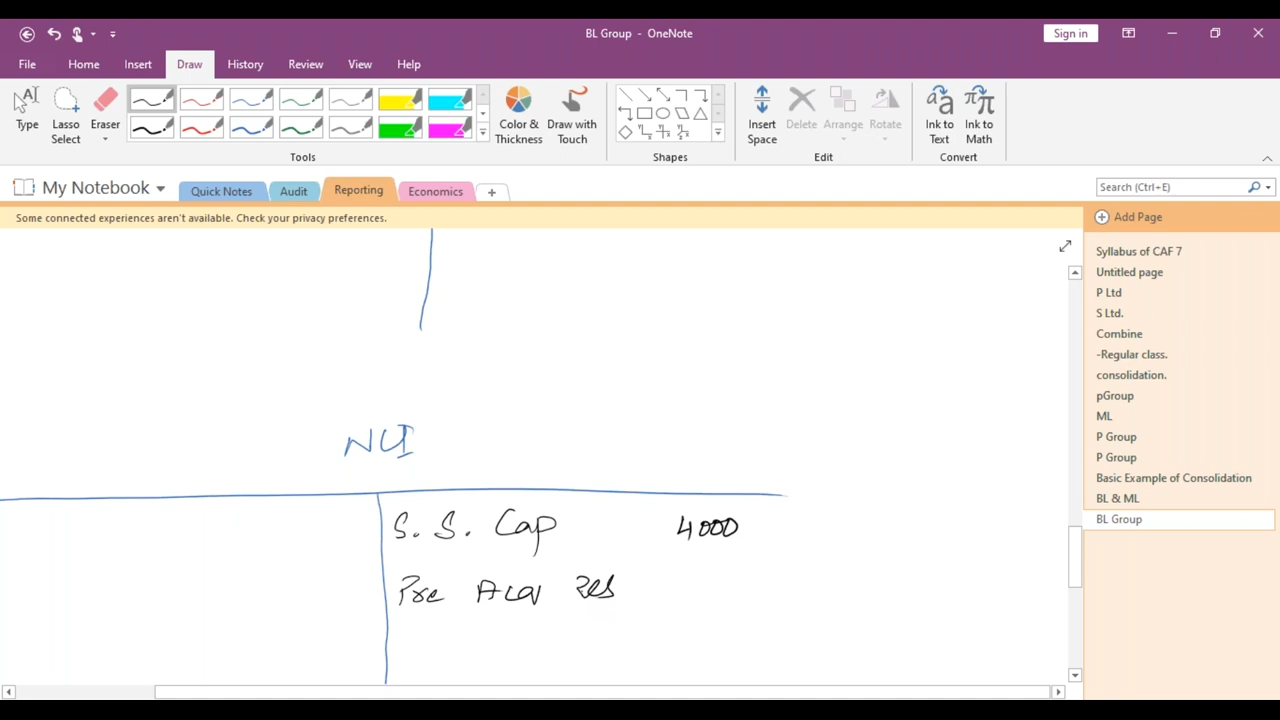 BL Group - OneNote
Sign in
File Home Insert Draw History Review View Help
Type
Lasso Select
Eraser
Color & Thickness
Draw with Touch
Insert Space
Delete
Arrange
Rotate
Ink to Text
Ink to Math
Tools
Shapes
Edit
Convert
My Notebook
Quick Notes
Audit
Reporting
Economics
Search (Ctrl+E)
Some connected experiences aren't available. Check your privacy preferences.
Add Page
Syllabus of CAF 7
Untitled page
P Ltd
S Ltd.
Combine
-Regular class.
consolidation.
pGroup
ML
P Group
P Group
Basic Example of Consolidation
BL & ML
BL Group
NCI
S. S. Cap 4000
Pre Acq Res